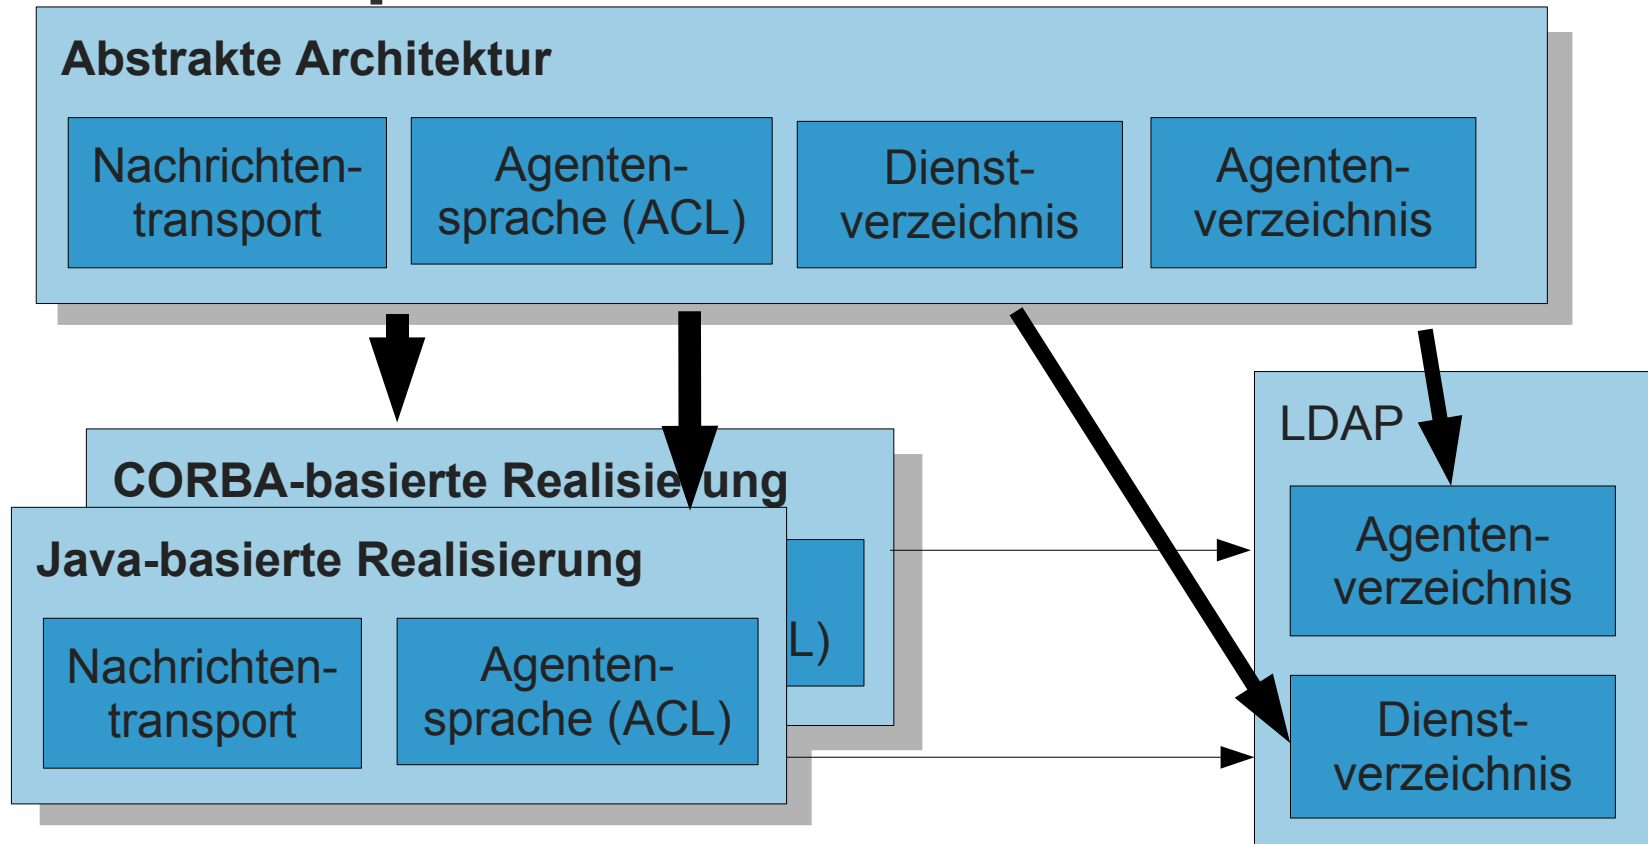 Abstrakte Architektur
Nachrichten-
transport
Agenten-
sprache (ACL)
Dienst-
verzeichnis
Agenten-
verzeichnis
CORBA-basierte Realisierung
L)
Java-basierte Realisierung
Nachrichten-
transport
Agenten-
sprache (ACL)
LDAP
Agenten-
verzeichnis
Dienst-
verzeichnis